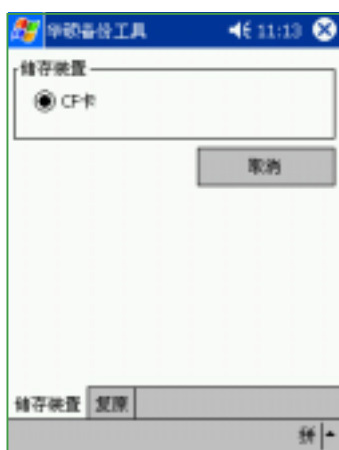 华硕备份工具 11:13
储存装置
CF卡
取消
储存装置 复原
拼